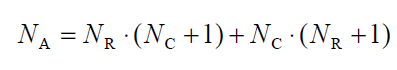 N_A = N_R · (N_C + 1) + N_C · (N_R + 1)